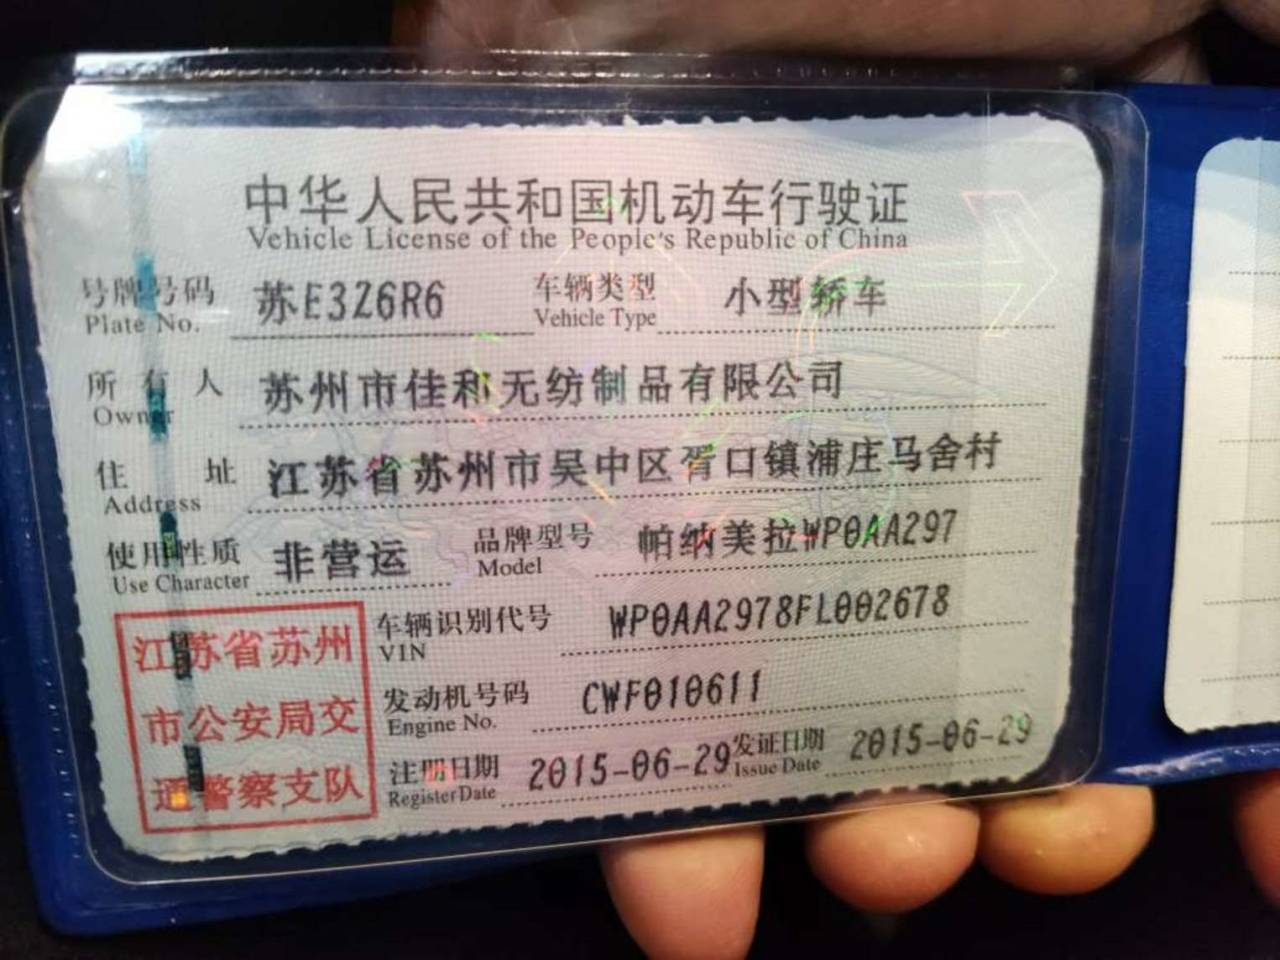 中华人民共和国机动车行驶证
Vehicle License of the People's Republic of China
号牌号码 苏E3Z6R6 车辆类型 小型轿车
Plate No. Vehicle Type
所有人 苏州市佳和无纺制品有限公司
Owner
住址 江苏省苏州市吴中区胥口镇浦庄马舍村
Address
使用性质 非营运 品牌型号 帕纳美拉WP0AA297
Use Character Model
江苏省苏州
市公安局交
通警察支队
车辆识别代号 WP0AA2978FL002678
VIN
发动机号码 CWF010611
Engine No.
注册日期 2015-06-29 发证日期 2015-06-29
Register Date Issue Date